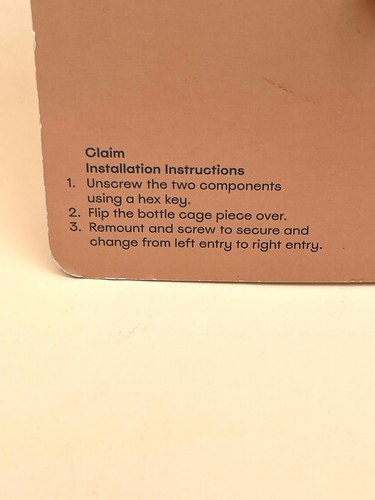 Claim
Installation Instructions
1. Unscrew the two components
using a hex key.
2. Flip the bottle cage piece over.
3. Remount and screw to secure and
change from left entry to right entry.